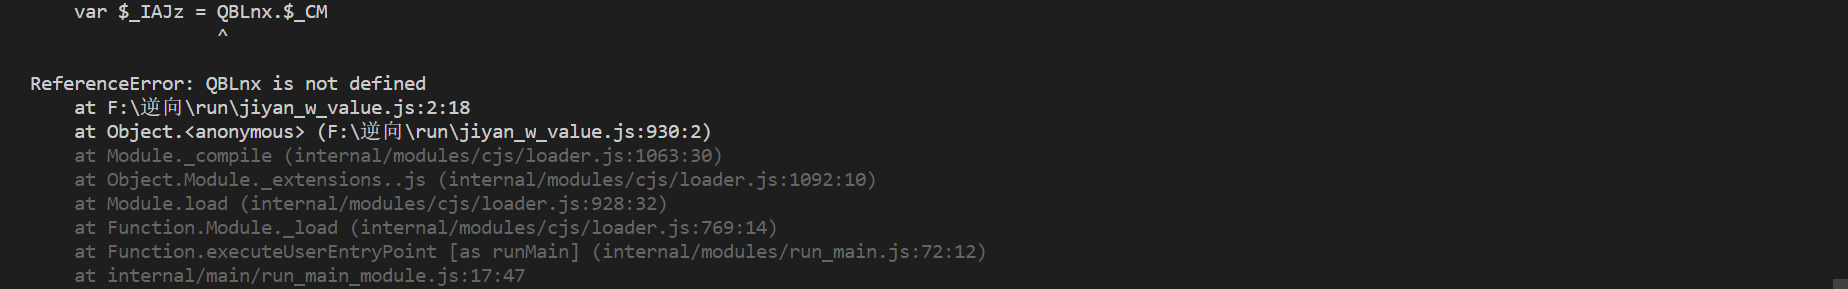 var $_IAJz = QBLnx.$_CM
^
ReferenceError: QBLnx is not defined
at F:\逆向\run\jiyan_w_value.js:2:18
at Object.<anonymous> (F:\逆向\run\jiyan_w_value.js:930:2)
at Module._compile (internal/modules/cjs/loader.js:1063:30)
at Object.Module._extensions..js (internal/modules/cjs/loader.js:1092:10)
at Module.load (internal/modules/cjs/loader.js:928:32)
at Function.Module._load (internal/modules/cjs/loader.js:769:14)
at Function.executeUserEntryPoint [as runMain] (internal/modules/run_main.js:72:12)
at internal/main/run_main_module.js:17:47